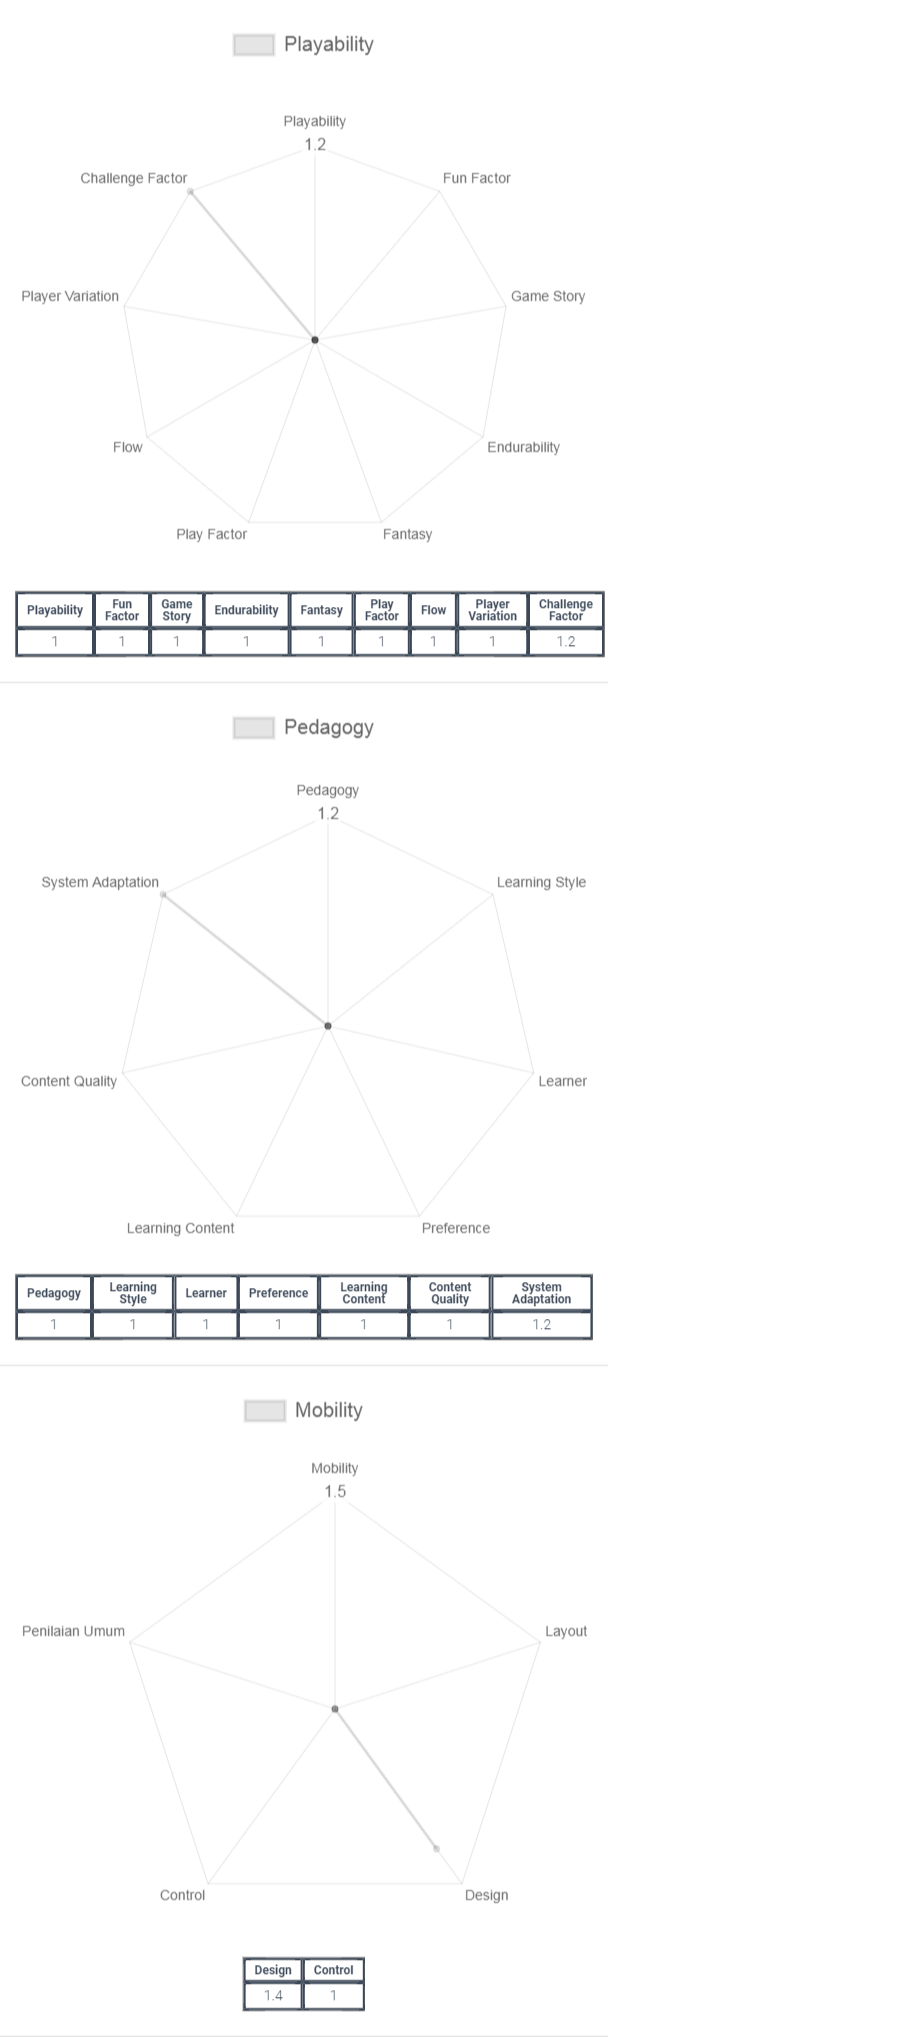 Playability
Playability
1.2
Challenge Factor
Fun Factor
Player Variation
Game Story
Flow
Endurability
Play Factor
Fantasy
Playability Fun Factor Game Story Endurability Fantasy Play Factor Flow Player Variation Challenge Factor
1 1 1 1 1 1 1 1 1.2
Pedagogy
Pedagogy
1.2
System Adaptation
Learning Style
Content Quality
Learner
Learning Content
Preference
Pedagogy Learning Style Learner Preference Learning Content Content Quality System Adaptation
1 1 1 1 1 1 1.2
Mobility
Mobility
1.5
Penilaian Umum
Layout
Control
Design
Design Control
1.4 1